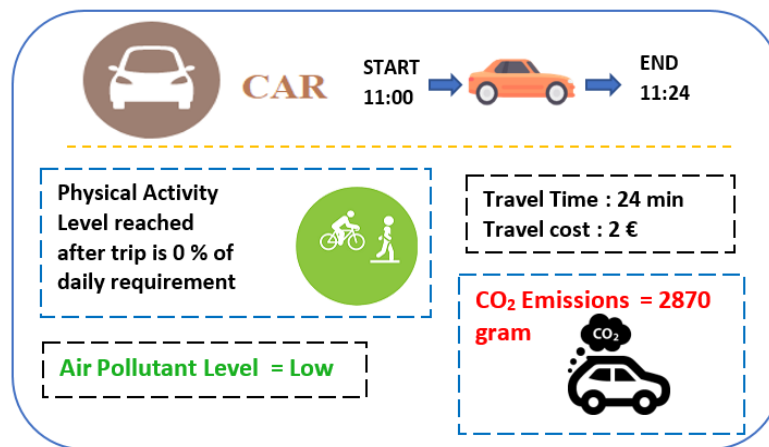 CAR
START
11:00
END
11:24
Physical Activity
Level reached
after trip is 0 % of
daily requirement
Travel Time : 24 min
Travel cost : 2 €
CO₂ Emissions = 2870
gram
CO₂
Air Pollutant Level = Low